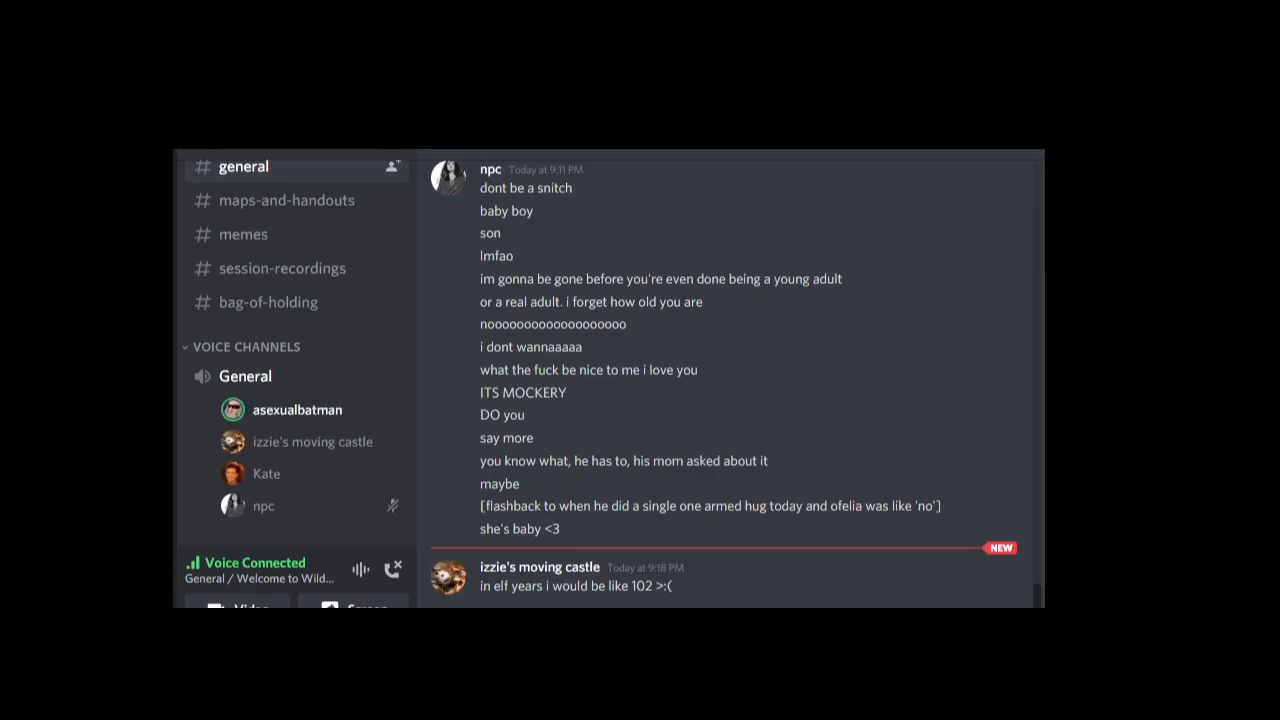 general
maps-and-handouts
memes
session-recordings
bag-of-holding
VOICE CHANNELS
General
asexualbatman
izzie's moving castle
Kate
npc
Voice Connected
General / Welcome to Wild...
Video
Screen
npc Today at 9:11 PM
dont be a snitch
baby boy
son
lmfao
im gonna be gone before you're even done being a young adult
or a real adult. i forget how old you are
nooooooooooooooooooo
i dont wannaaaaa
what the fuck be nice to me i love you
ITS MOCKERY
DO you
say more
you know what, he has to, his mom asked about it
maybe
[flashback to when he did a single one armed hug today and ofelia was like 'no']
she's baby <3
NEW
izzie's moving castle Today at 9:18 PM
in elf years i would be like 102 >:(